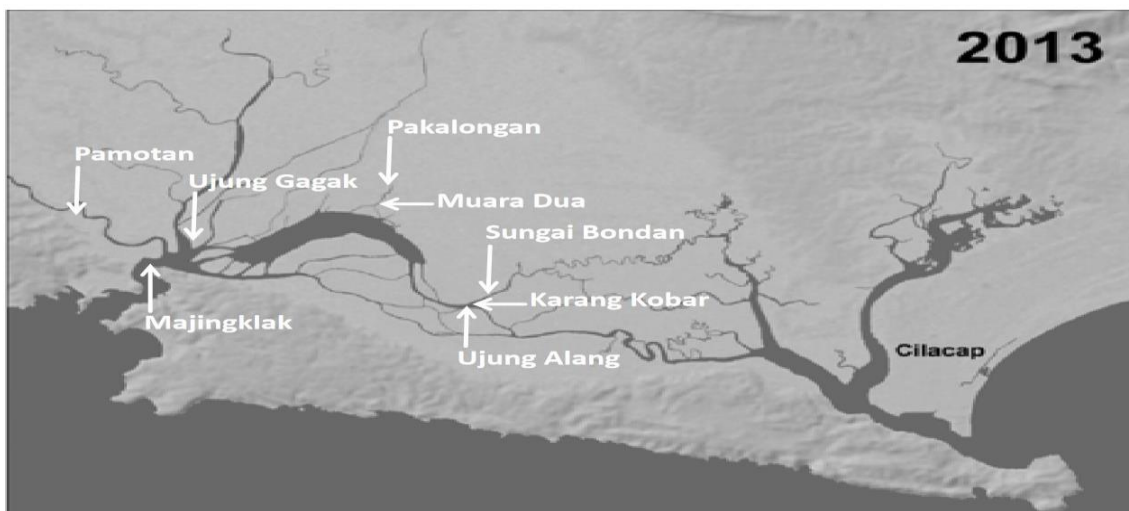 2013
Pakalongan
Pamotan
Ujung Gagak
Muara Dua
Sungai Bondan
Karang Kobar
Majingklak
Ujung Alang
Cilacap